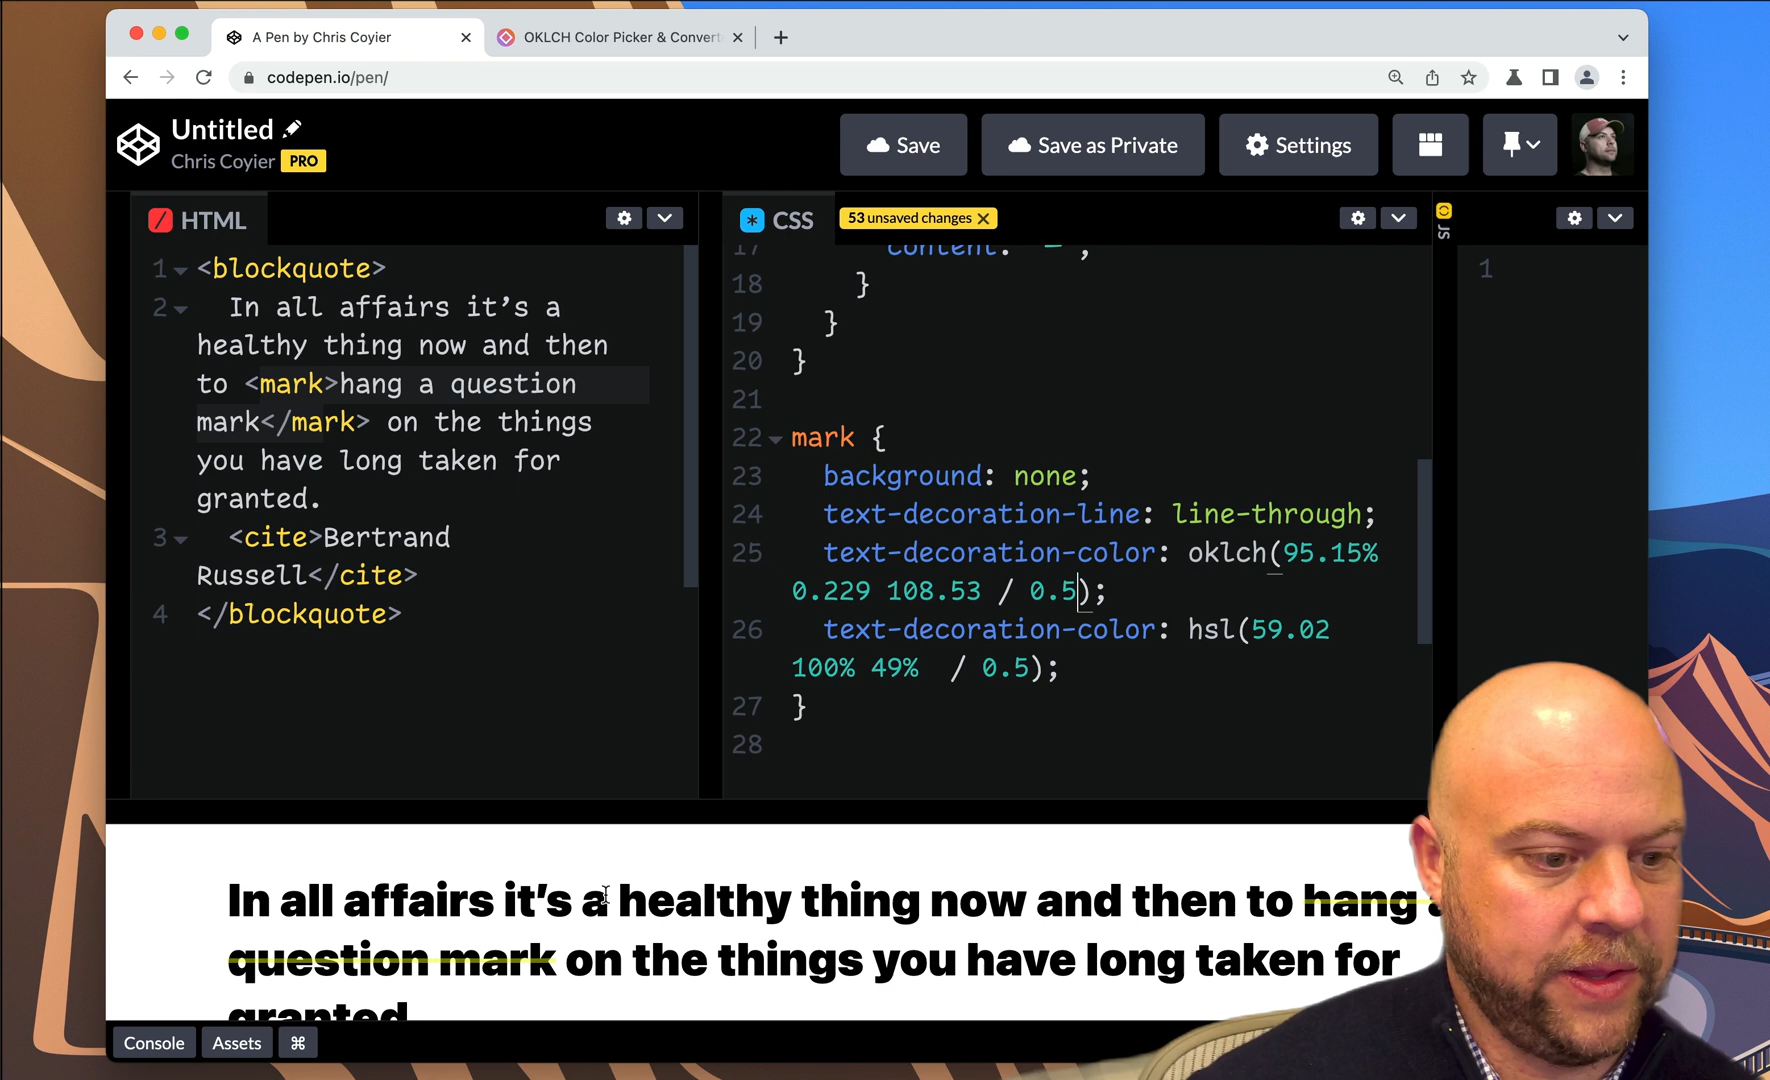 A Pen by Chris Coyier
OKLCH Color Picker & Convert
codepen.io/pen/
Untitled
Chris Coyier PRO
Save
Save as Private
Settings
HTML
CSS
53 unsaved changes
JS
1 <blockquote>
2 In all affairs it’s a
healthy thing now and then
to <mark>hang a question
mark</mark> on the things
you have long taken for
granted.
3 <cite>Bertrand
Russell</cite>
4 </blockquote>
17 content: "—";
18 }
19 }
20 }
21
22 mark {
23 background: none;
24 text-decoration-line: line-through;
25 text-decoration-color: oklch(95.15%
0.229 108.53 / 0.5);
26 text-decoration-color: hsl(59.02
100% 49% / 0.5);
27 }
28
1
In all affairs it’s a healthy thing now and then to hang
question mark on the things you have long taken for
granted
Console
Assets
⌘